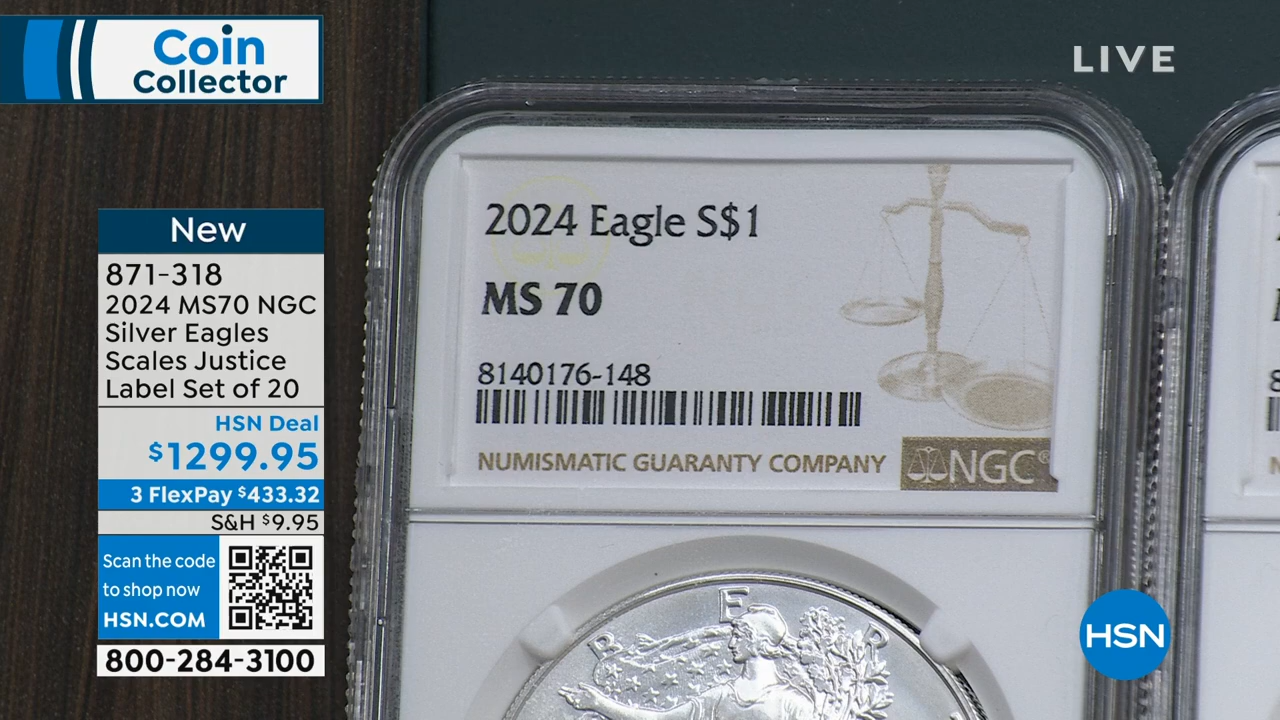 Coin
Collector
LIVE
New
871-318
2024 MS70 NGC
Silver Eagles
Scales Justice
Label Set of 20
HSN Deal
$1299.95
3 FlexPay $433.32
S&H $9.95
Scan the code
to shop now
HSN.COM
800-284-3100
2024 Eagle S$1
MS 70
8140176-148
NUMISMATIC GUARANTY COMPANY
NGC®
E
B
R
HSN